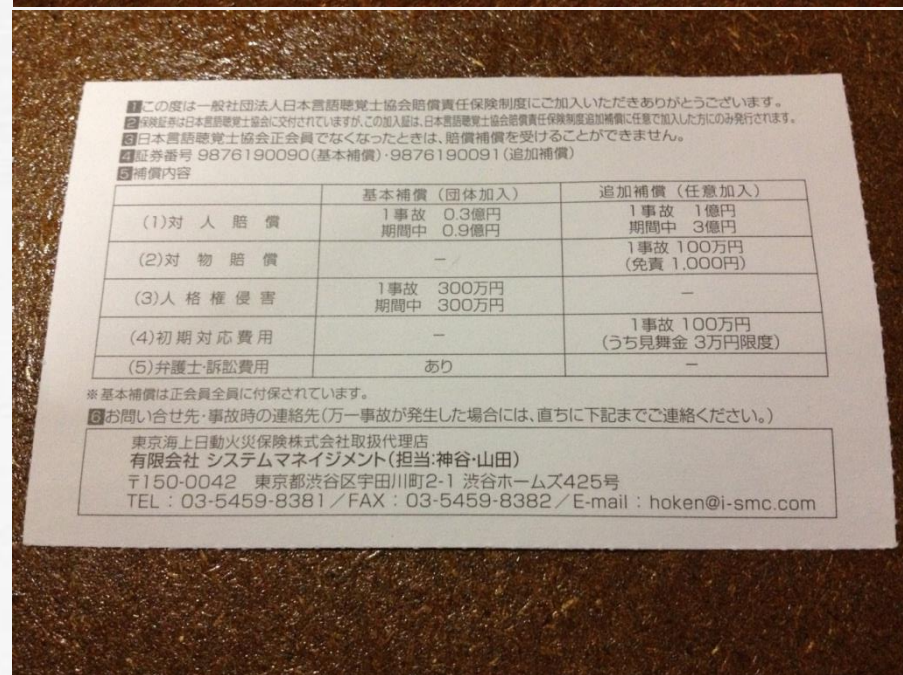 1この度は一般社団法人日本言語聴覚士協会賠償責任保険制度にご加入いただきありがとうございます。
2保険証券は日本言語聴覚士協会に交付されていますが、この加入証は、日本言語聴覚士協会賠償責任保険制度追加補償に任意で加入した方にのみ発行されます。
3日本言語聴覚士協会正会員でなくなったときは、賠償補償を受けることができません。
4証券番号 9876190090(基本補償)・9876190091(追加補償)
5補償内容
基本補償（団体加入） 追加補償（任意加入）
(1)対 人 賠 償 1事故 0.3億円 期間中 0.9億円 1事故 1億円 期間中 3億円
(2)対 物 賠 償 － 1事故 100万円 (免責 1,000円)
(3)人 格 権 侵 害 1事故 300万円 期間中 300万円 －
(4)初期対応費用 － 1事故 100万円 (うち見舞金 3万円限度)
(5)弁護士・訴訟費用 あり －
※基本補償は正会員全員に付保されています。
6お問い合せ先・事故時の連絡先(万一事故が発生した場合には、直ちに下記までご連絡ください。)
東京海上日動火災保険株式会社取扱代理店
有限会社 システムマネイジメント(担当:神谷・山田)
〒150-0042 東京都渋谷区宇田川町2-1 渋谷ホームズ425号
TEL：03-5459-8381／FAX：03-5459-8382／E-mail：hoken@i-smc.com